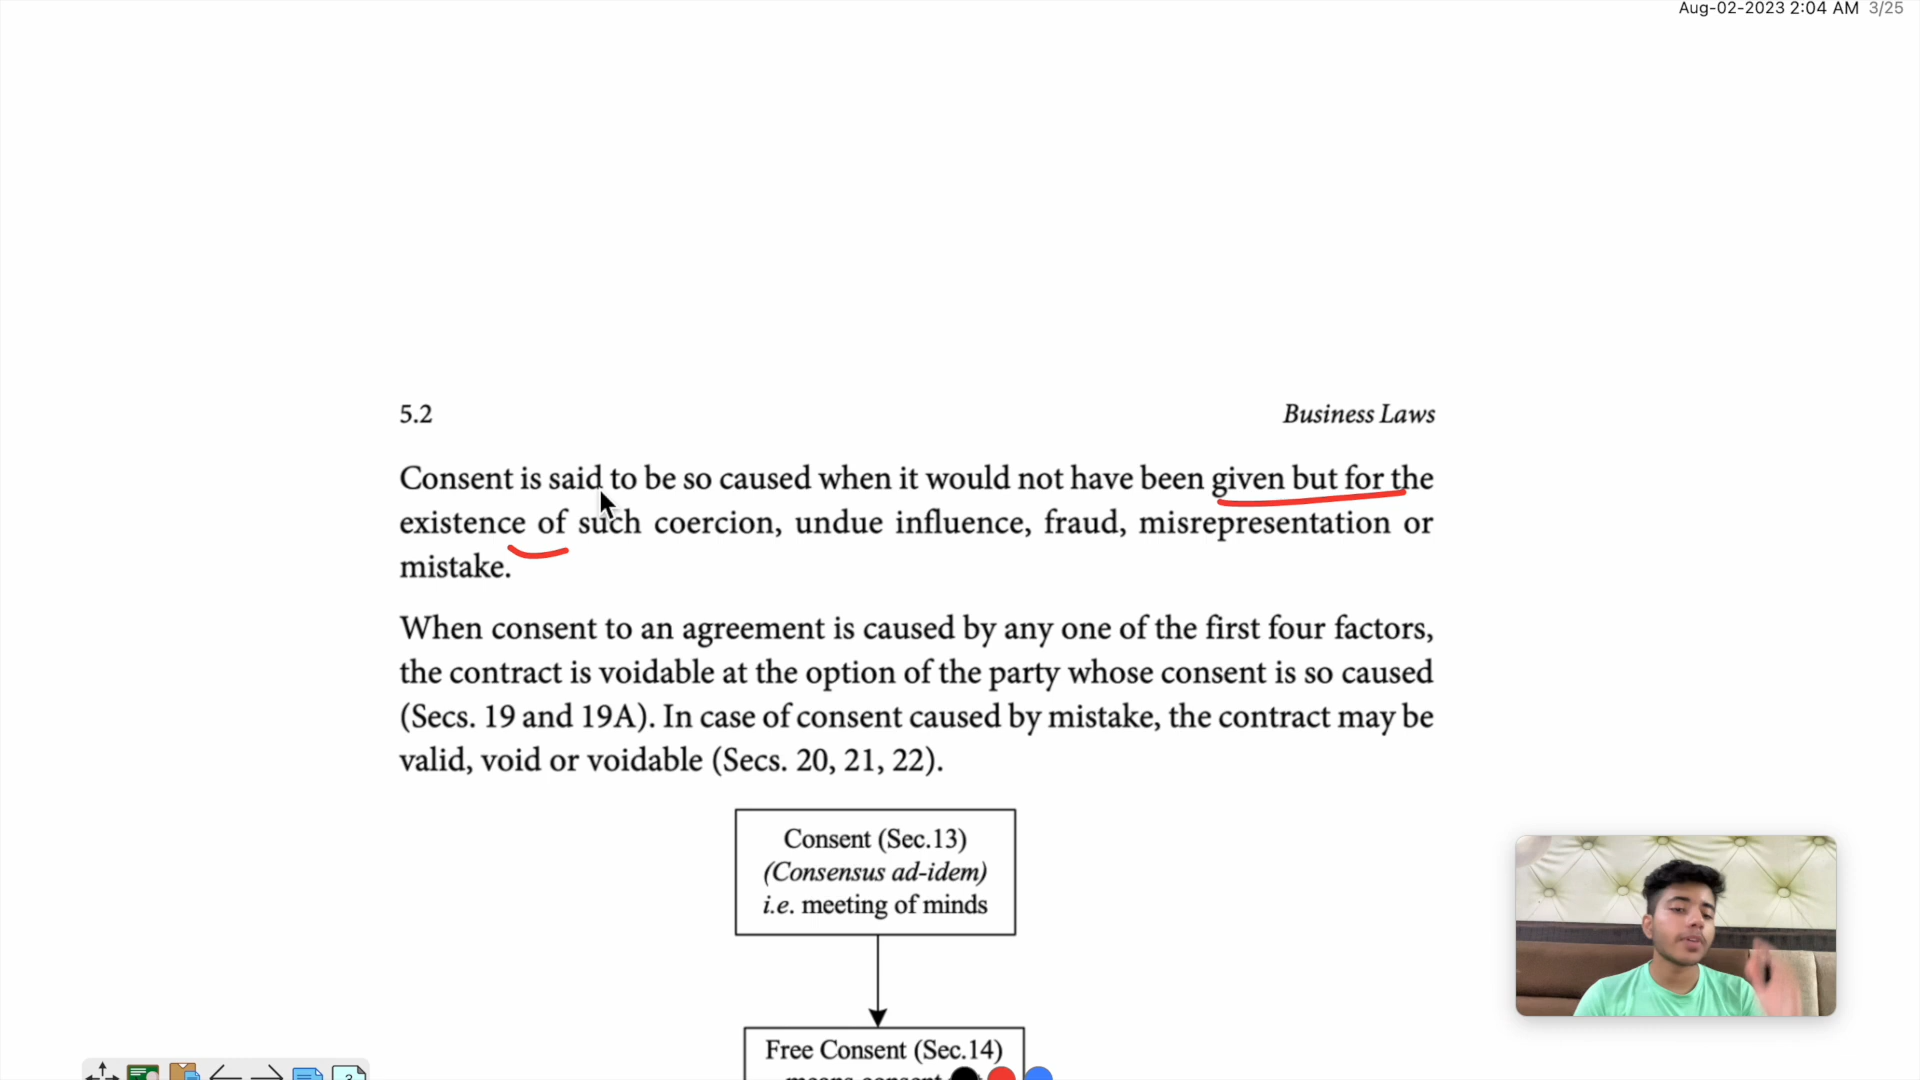 Aug-02-2023 2:04 AM 3/25
5.2 Business Laws
Consent is said to be so caused when it would not have been given but for the
existence of such coercion, undue influence, fraud, misrepresentation or
mistake.
When consent to an agreement is caused by any one of the first four factors,
the contract is voidable at the option of the party whose consent is so caused
(Secs. 19 and 19A). In case of consent caused by mistake, the contract may be
valid, void or voidable (Secs. 20, 21, 22).
Consent (Sec.13)
(Consensus ad-idem)
i.e. meeting of minds
Free Consent (Sec.14)
means consent